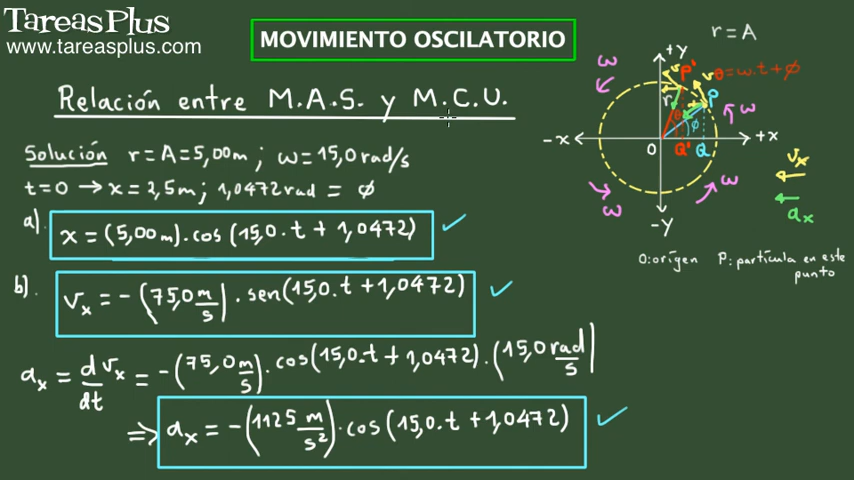 TareasPlus
www.tareasplus.com
MOVIMIENTO OSCILATORIO
Relación entre M.A.S. y M.C.U.
Solución r=A=5,00m ; ω=15,0 rad/s
t=0 → x=2,5m ; 1,0472 rad = ϕ
a). x = (5,00m).cos(15,0.t + 1,0472)
b). vx = -(75,0 m/s).sen(15,0.t + 1,0472)
ax = d/dt vx = -(75,0 m/s).cos(15,0.t + 1,0472).(15,0 rad/s)
⇒ ax = -(1125 m/s²).cos(15,0.t + 1,0472)
r=A
+y
ω
v
P'
v
θ=ω.t+ϕ
r
P
ω
θ
ϕ
-x
O
Q'
Q
+x
vx
ω
ω
ax
-y
O:orígen P:partícula en este
punto